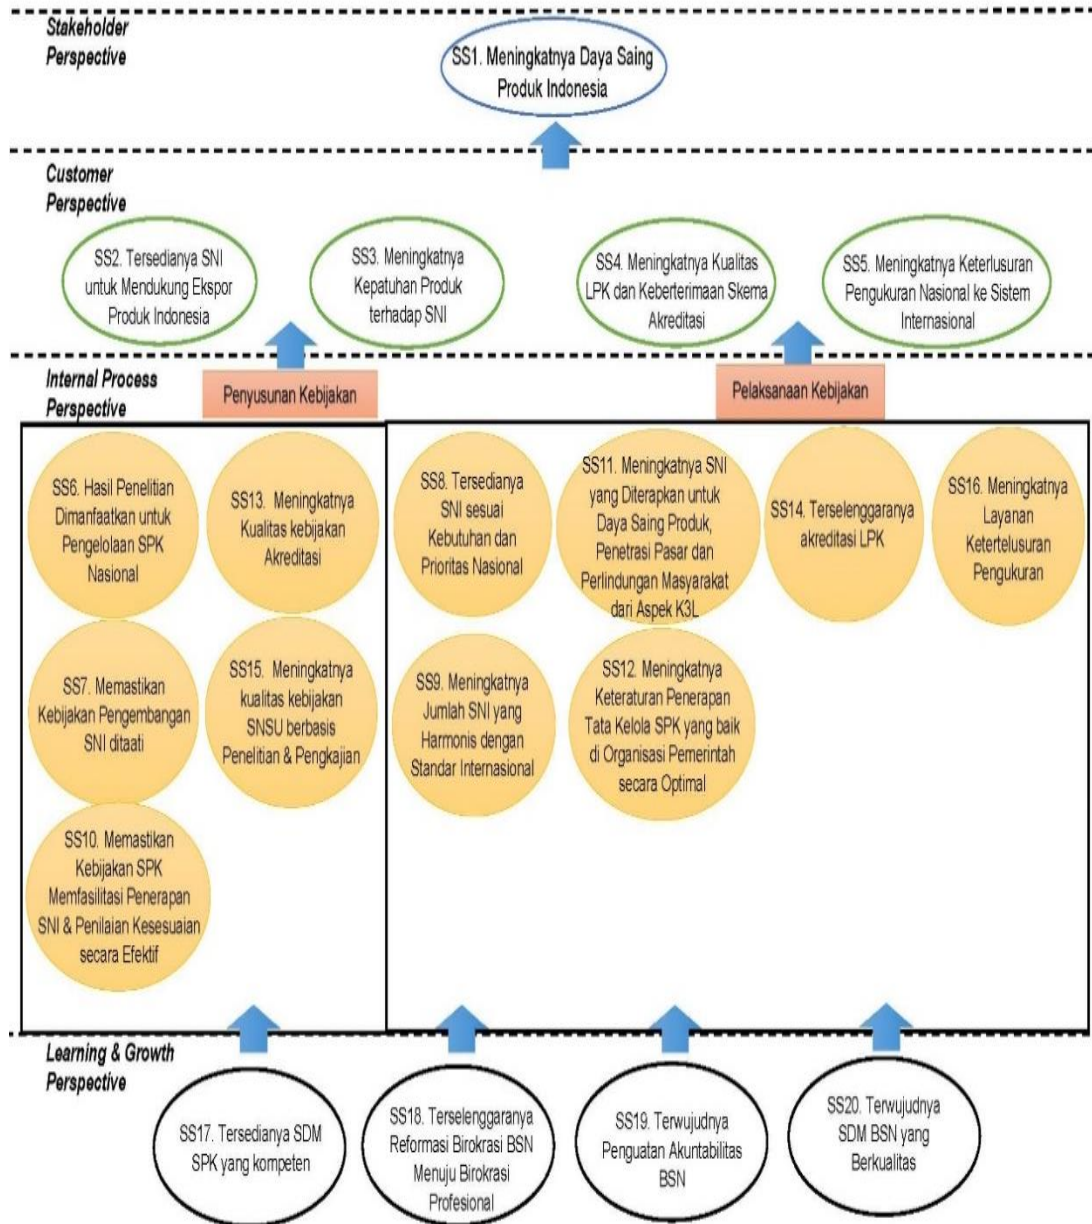 Stakeholder
Perspective
SS1. Meningkatnya Daya Saing
Produk Indonesia
Customer
Perspective
SS2. Tersedianya SNI
untuk Mendukung Ekspor
Produk Indonesia
SS3. Meningkatnya
Kepatuhan Produk
terhadap SNI
SS4. Meningkatnya Kualitas
LPK dan Keberterimaan Skema
Akreditasi
SS5. Meningkatnya Keterlusuran
Pengukuran Nasional ke Sistem
Internasional
Internal Process
Perspective
Penyusunan Kebijakan
Pelaksanaan Kebijakan
SS6. Hasil Penelitian
Dimanfaatkan untuk
Pengelolaan SPK
Nasional
SS13. Meningkatnya
Kualitas kebijakan
Akreditasi
SS8. Tersedianya
SNI sesuai
Kebutuhan dan
Prioritas Nasional
SS11. Meningkatnya SNI
yang Diterapkan untuk
Daya Saing Produk,
Penetrasi Pasar dan
Perlindungan Masyarakat
dari Aspek K3L
SS14. Terselenggaranya
akreditasi LPK
SS16. Meningkatnya
Layanan
Ketertelusuran
Pengukuran
SS7. Memastikan
Kebijakan Pengembangan
SNI ditaati
SS15. Meningkatnya
kualitas kebijakan
SNSU berbasis
Penelitian & Pengkajian
SS9. Meningkatnya
Jumlah SNI yang
Harmonis dengan
Standar Internasional
SS12. Meningkatnya
Keteraturan Penerapan
Tata Kelola SPK yang baik
di Organisasi Pemerintah
secara Optimal
SS10. Memastikan
Kebijakan SPK
Memfasilitasi Penerapan
SNI & Penilaian Kesesuaian
secara Efektif
Learning & Growth
Perspective
SS17. Tersedianya SDM
SPK yang kompeten
SS18. Terselenggaranya
Reformasi Birokrasi BSN
Menuju Birokrasi
Profesional
SS19. Terwujudnya
Penguatan Akuntabilitas
BSN
SS20. Terwujudnya
SDM BSN yang
Berkualitas